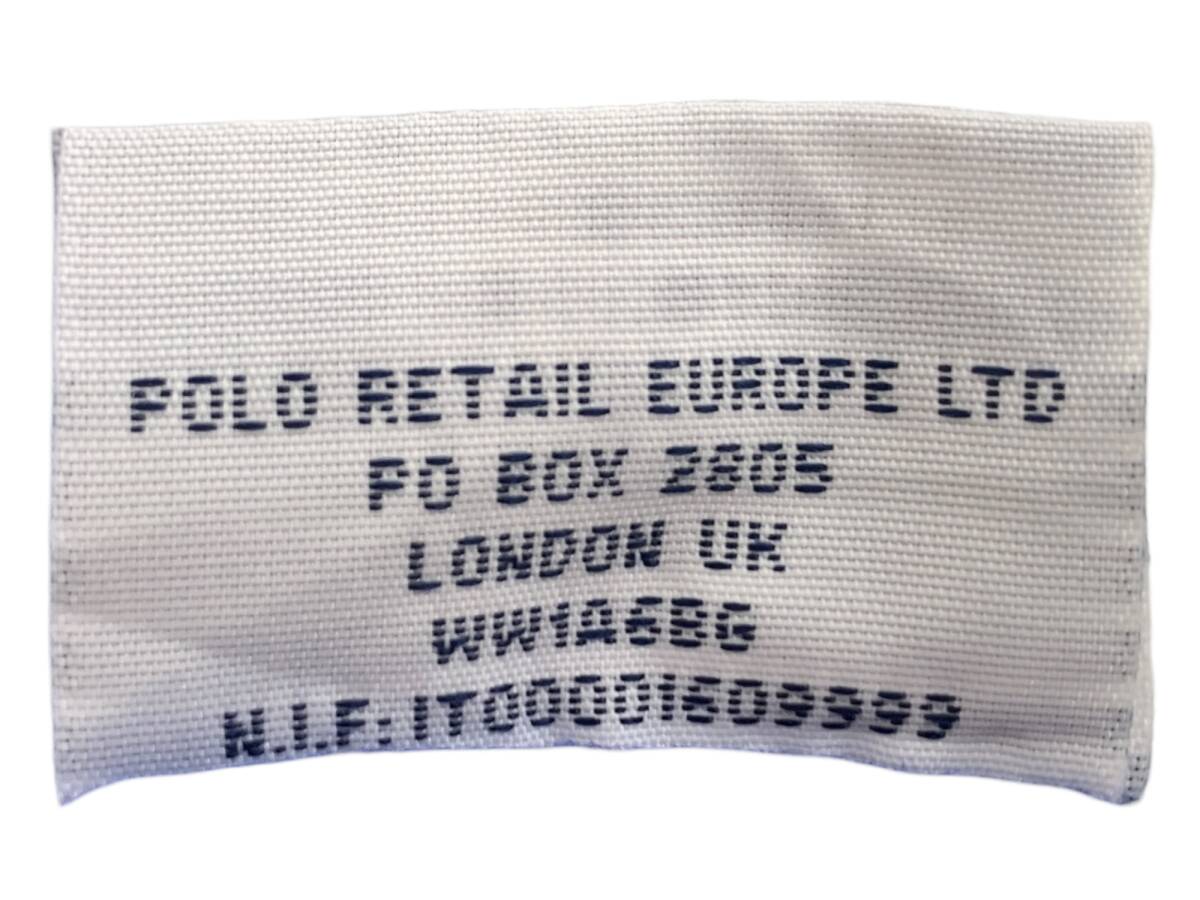 POLO RETAIL EUROPE LTD
PO BOX 2805
LONDON UK
WW1A6BG
N.I.F:IT00001609999